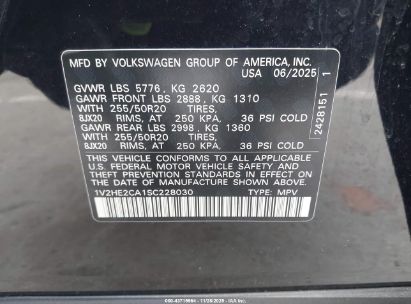 MFD BY VOLKSWAGEN GROUP OF AMERICA, INC.
USA 06/2025
GVWR LBS 5776, KG 2620
GAWR FRONT LBS 2888, KG 1310
WITH 255/50R20 TIRES,
8JX20 RIMS, AT 250 KPA, 36 PSI COLD
GAWR REAR LBS 2998, KG 1360
WITH 255/50R20 TIRES,
8JX20 RIMS, AT 250 KPA, 36 PSI COLD
THIS VEHICLE CONFORMS TO ALL APPLICABLE
U.S. FEDERAL MOTOR VEHICLE SAFETY AND
THEFT PREVENTION STANDARDS IN EFFECT ON
THE DATE OF MANUFACTURE SHOWN ABOVE.
1V2HE2CA1SC228030 TYPE: MPV
2428151 1